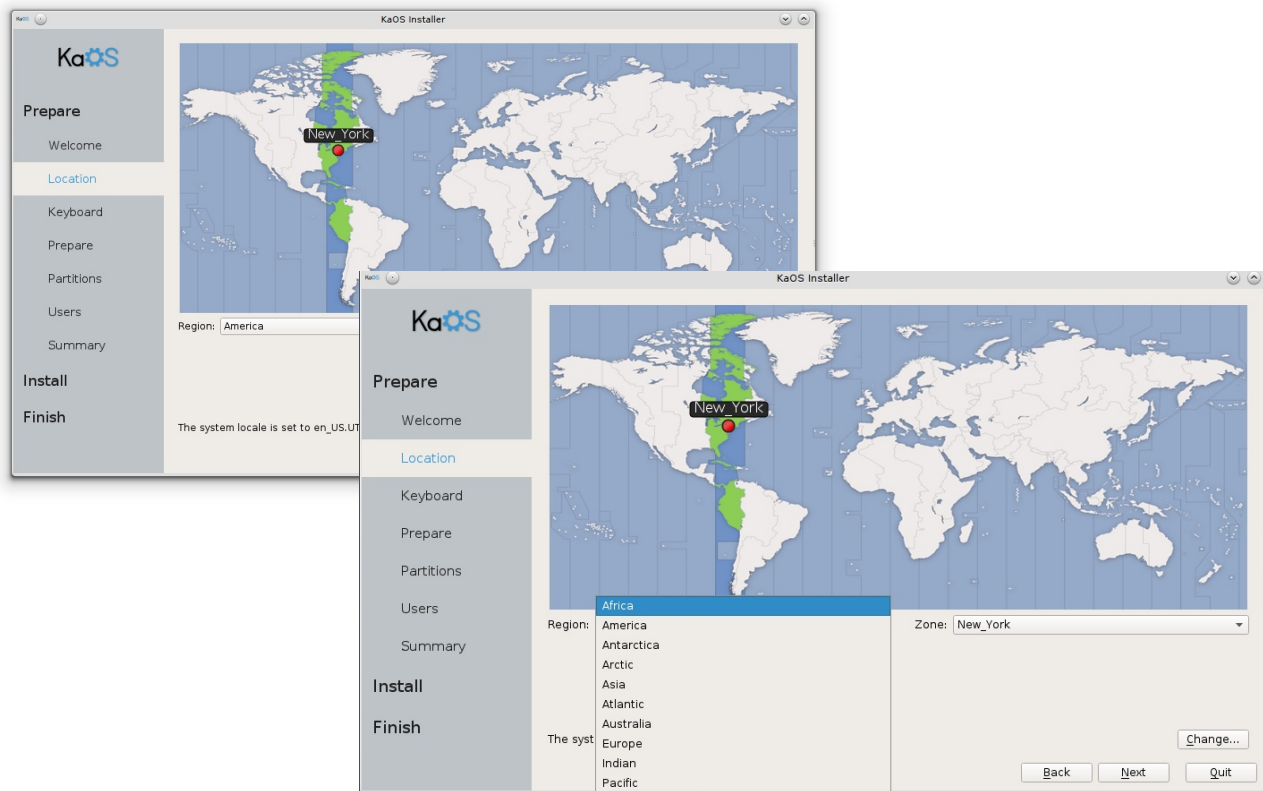 KaOS
KaOS Installer
KaOS
Prepare
Welcome
Location
Keyboard
Prepare
Partitions
Users
Summary
Install
Finish
New_York
Region: America
The system locale is set to en_US.UT
KaOS
KaOS Installer
KaOS
Prepare
Welcome
Location
Keyboard
Prepare
Partitions
Users
Summary
Install
Finish
New_York
Region:
Africa
America
Antarctica
Arctic
Asia
Atlantic
Australia
Europe
Indian
Pacific
Zone: New_York
The syst
Change...
Back Next Quit